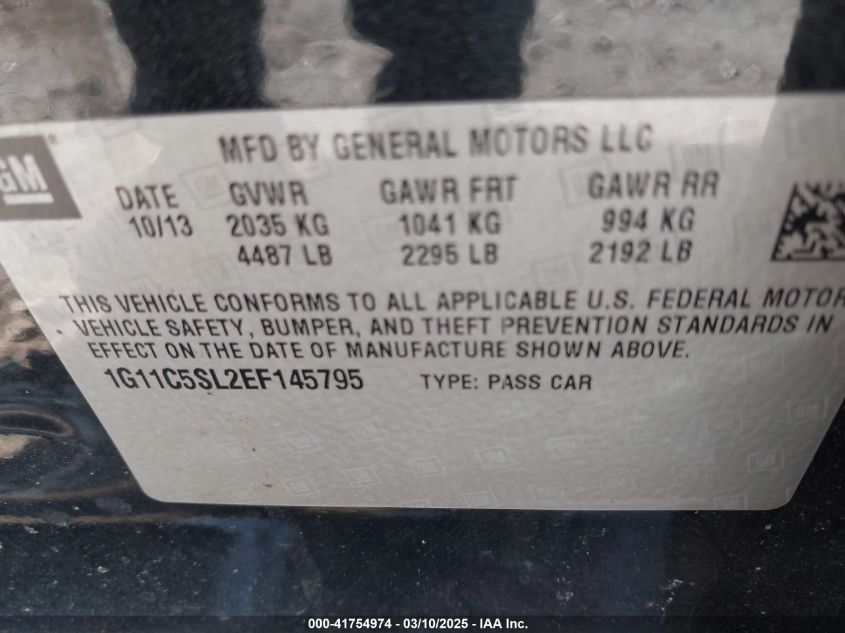 MFD BY GENERAL MOTORS LLC
GM
DATE GVWR GAWR FRT GAWR RR
10/13 2035 KG 1041 KG 994 KG
4487 LB 2295 LB 2192 LB
THIS VEHICLE CONFORMS TO ALL APPLICABLE U.S. FEDERAL MOTOR
VEHICLE SAFETY, BUMPER, AND THEFT PREVENTION STANDARDS IN
EFFECT ON THE DATE OF MANUFACTURE SHOWN ABOVE.
1G11C5SL2EF145795 TYPE: PASS CAR
000-41754974 - 03/10/2025 - IAA Inc.